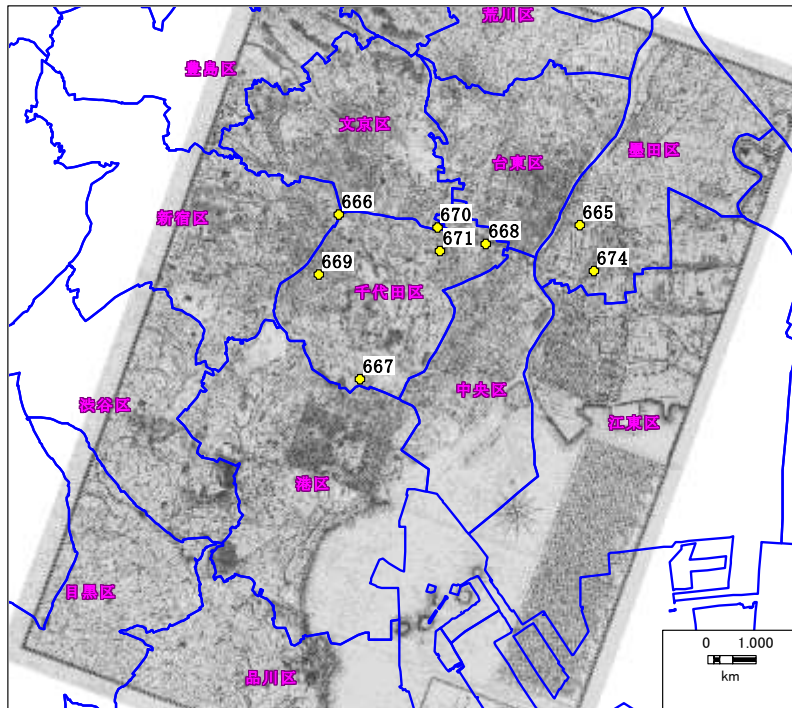 荒川区
豊島区
文京区
台東区
墨田区
666
新宿区
670
665
671
668
669
674
千代田区
667
中央区
渋谷区
江東区
港区
目黒区
品川区
0 1.000
km